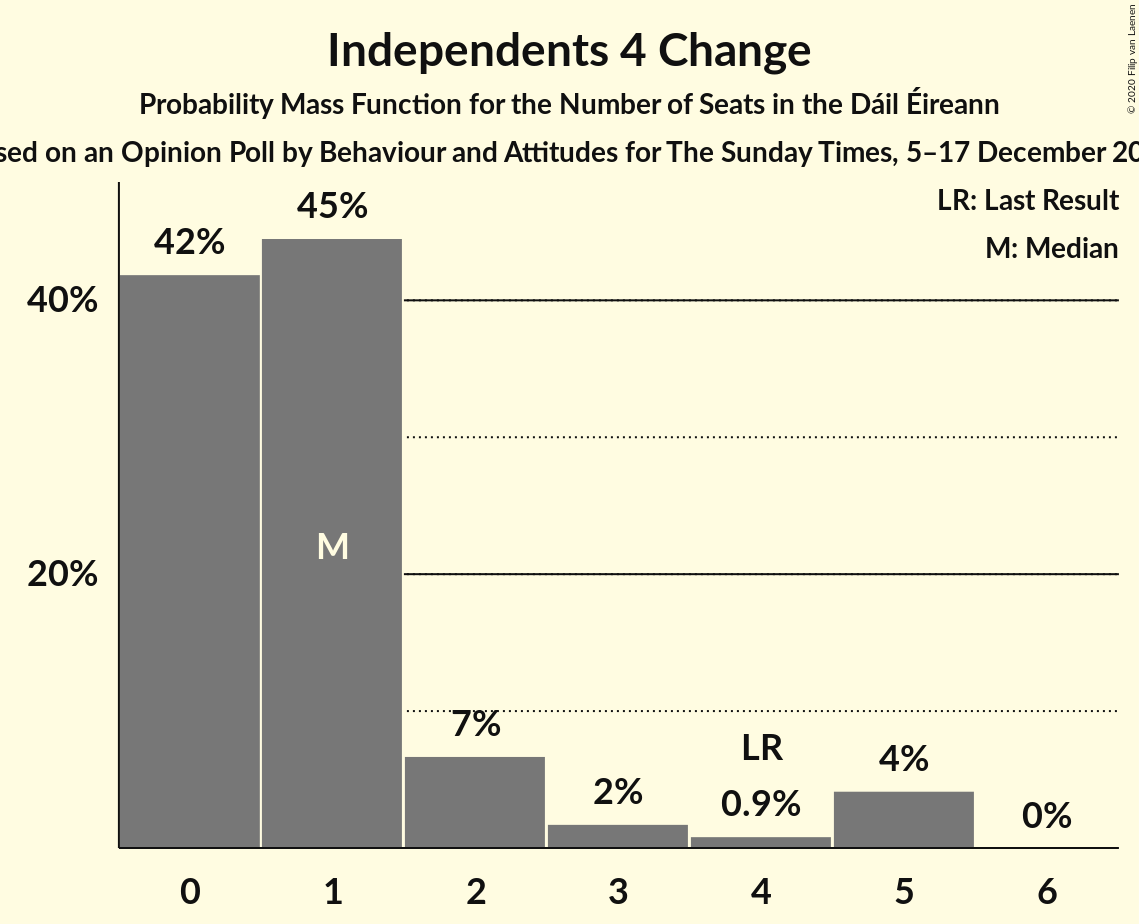 Independents 4 Change
Probability Mass Function for the Number of Seats in the Dáil Éireann
on an Opinion Poll by Behaviour and Attitudes for The Sunday Times, 5–17 December
© 2020 Filip van Laenen
LR: Last Result
M: Median
45%
42%
40%
M
20%
7%
LR
4%
2%
0.9%
0%
0 1 2 3 4 5 6